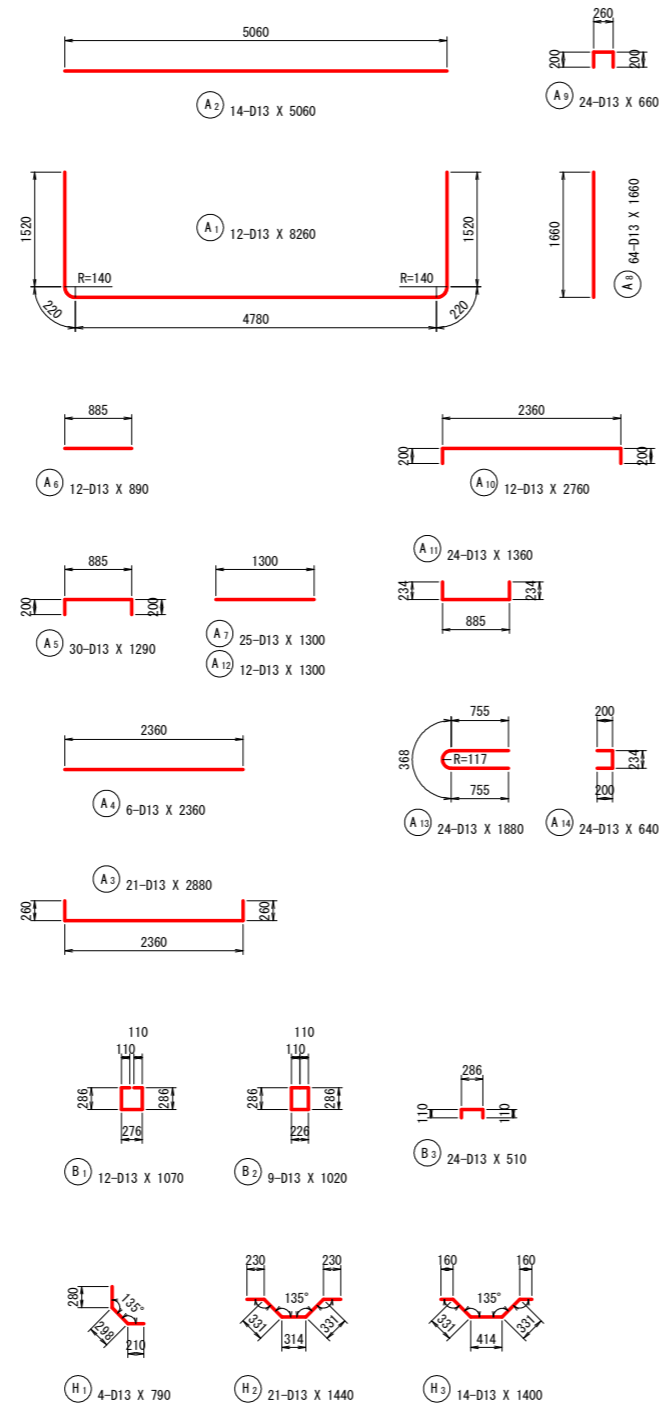 5060
A2 14-D13 X 5060
260
200 200
A9 24-D13 X 660
1520 1520
A1 12-D13 X 8260
R=140 R=140
220 4780 220
1660
A8 64-D13 X 1660
885
A6 12-D13 X 890
2360
200 200
A10 12-D13 X 2760
885
200 200
A5 30-D13 X 1290
1300
A7 25-D13 X 1300
A12 12-D13 X 1300
A11 24-D13 X 1360
234 234
885
2360
A4 6-D13 X 2360
755
368 R=117
755
A13 24-D13 X 1880
200
234
200
A14 24-D13 X 640
A3 21-D13 X 2880
260 260
2360
110
110
286 286
276
B1 12-D13 X 1070
110
110
286 286
226
B2 9-D13 X 1020
286
110 110
B3 24-D13 X 510
280 135°
298
210
H1 4-D13 X 790
230 230
135°
331 331
314
H2 21-D13 X 1440
160 160
135°
331 331
414
H3 14-D13 X 1400